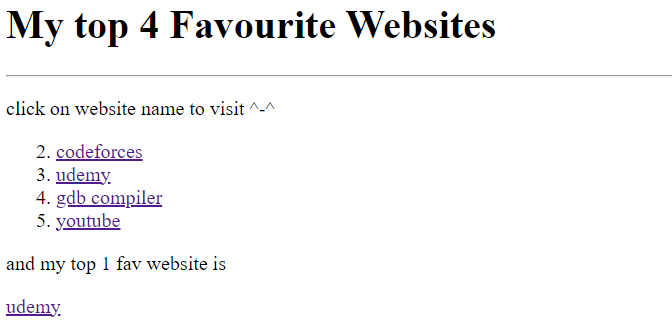 My top 4 Favourite Websites
click on website name to visit ^-^
2. codeforces
3. udemy
4. gdb compiler
5. youtube
and my top 1 fav website is
udemy